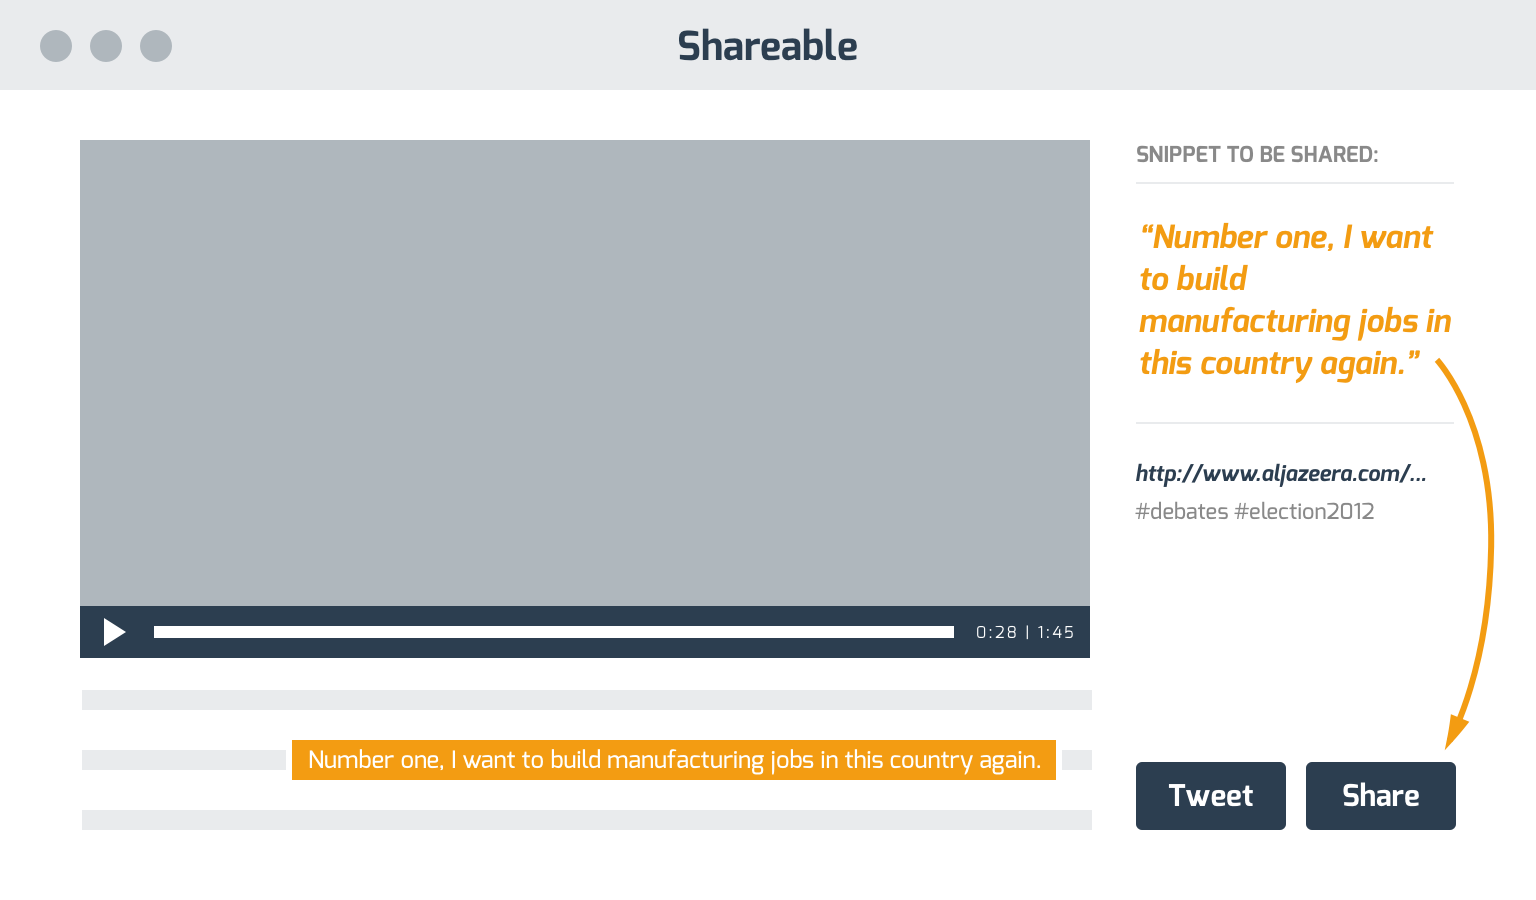 Shareable
SNIPPET TO BE SHARED:
“Number one, I want
to build
manufacturing jobs in
this country again.”
http://www.aljazeera.com/...
#debates #election2012
0:28 | 1:45
Number one, I want to build manufacturing jobs in this country again.
Tweet
Share